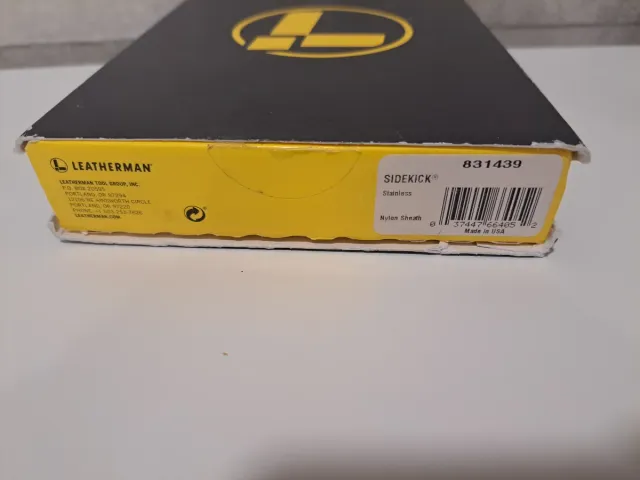 LEATHERMAN®
LEATHERMAN TOOL GROUP, INC.
P.O. BOX 20595
PORTLAND, OR 97294
CIRCLE
PORTLAND, OR 97220
LEATHERMAN.COM
831439
SIDEKICK®
Stainless
Nylon Sheath
0 37447 66405 2
Made in USA